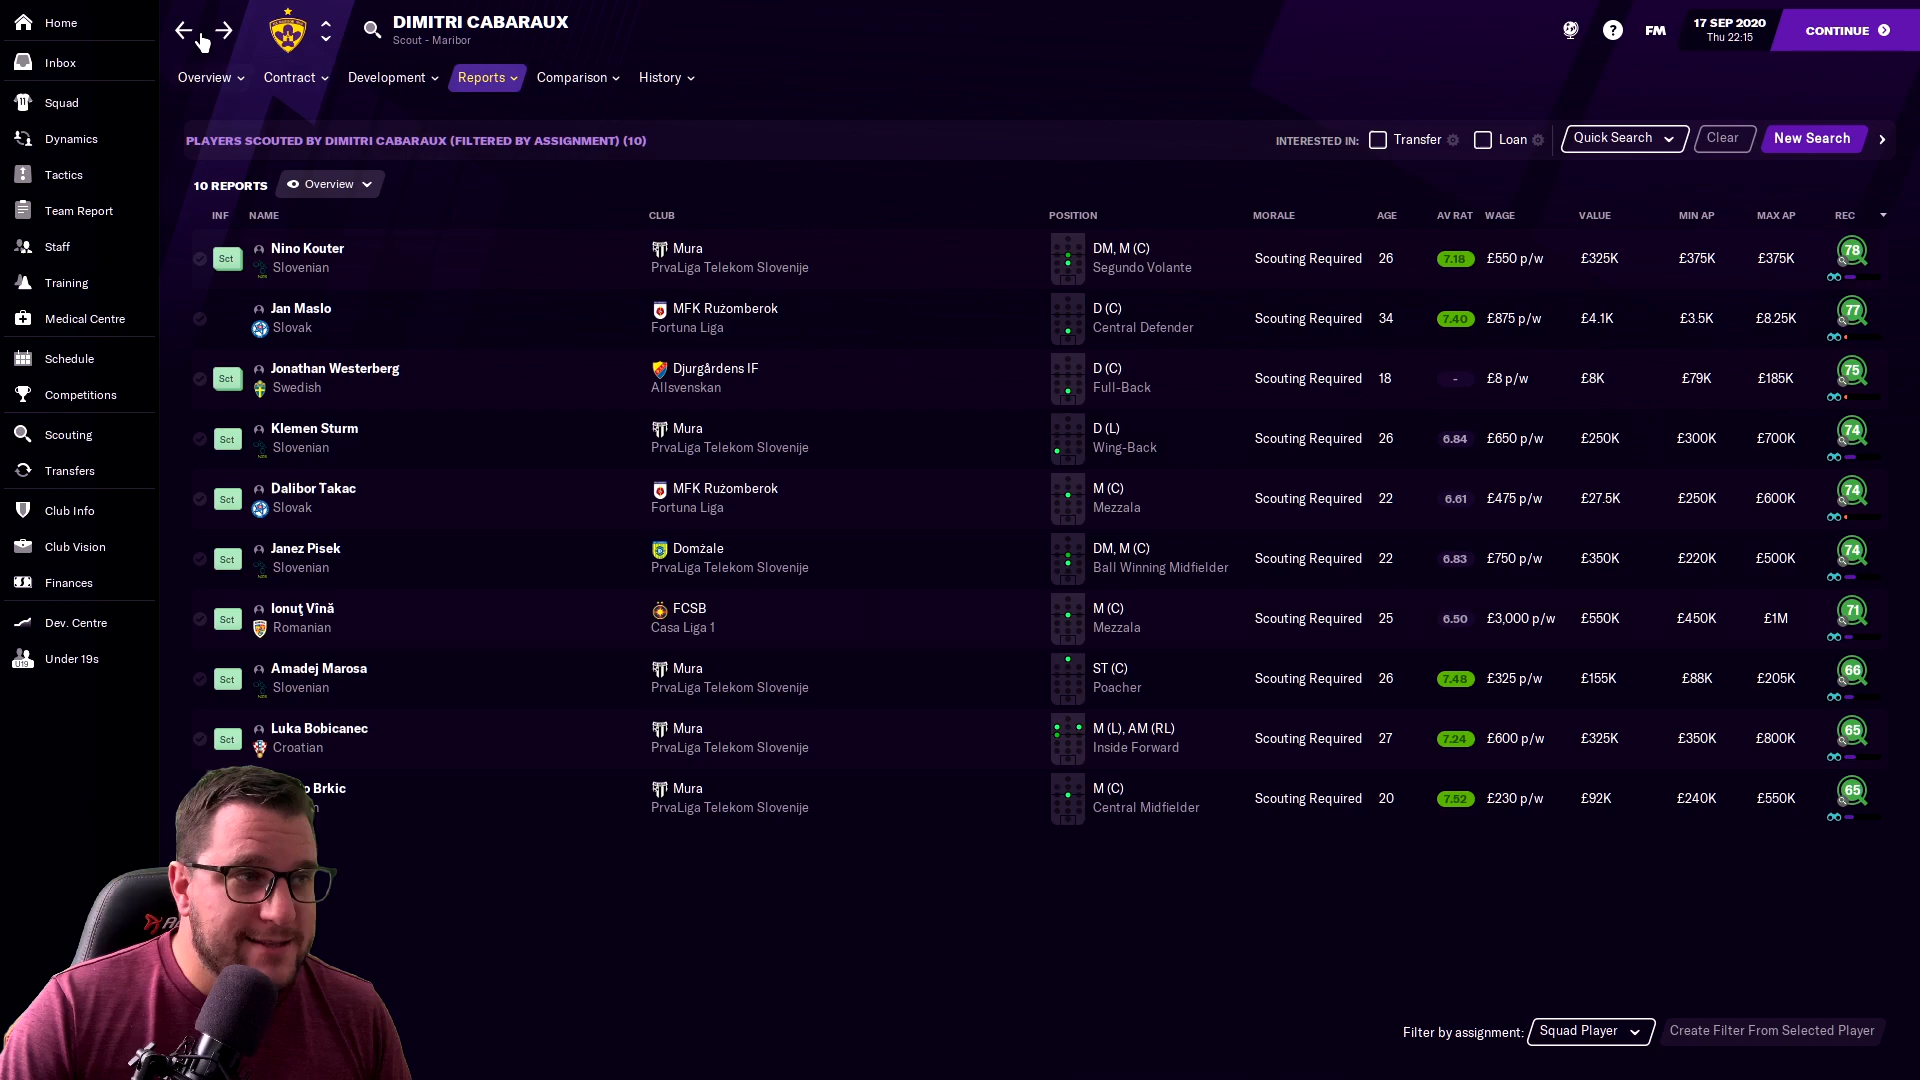 DIMITRI CABARAUX
Scout - Maribor
FM
17 SEP 2020
Thu 22:15
CONTINUE
Home
Inbox
Squad
Dynamics
Tactics
Team Report
Staff
Training
Medical Centre
Schedule
Competitions
Scouting
Transfers
Club Info
Club Vision
Finances
Dev. Centre
Under 19s
Overview Contract Development Reports Comparison History
PLAYERS SCOUTED BY DIMITRI CABARAUX (FILTERED BY ASSIGNMENT) (10)
INTERESTED IN: Transfer Loan Quick Search Clear New Search
10 REPORTS Overview
INF NAME CLUB POSITION MORALE AGE AV RAT WAGE VALUE MIN AP MAX AP REC
Sct Nino Kouter Mura DM, M (C) Scouting Required 26 7.18 £550 p/w £325K £375K £375K 78
Slovenian PrvaLiga Telekom Slovenije Segundo Volante
Jan Maslo MFK Ružomberok D (C) Scouting Required 34 7.40 £875 p/w £4.1K £3.5K £8.25K 77
Slovak Fortuna Liga Central Defender
Sct Jonathan Westerberg Djurgårdens IF D (C) Scouting Required 18 - £8 p/w £8K £79K £185K 75
Swedish Allsvenskan Full-Back
Sct Klemen Sturm Mura D (L) Scouting Required 26 6.84 £650 p/w £250K £300K £700K 74
Slovenian PrvaLiga Telekom Slovenije Wing-Back
Sct Dalibor Takac MFK Ružomberok M (C) Scouting Required 22 6.61 £475 p/w £27.5K £250K £600K 74
Slovak Fortuna Liga Mezzala
Sct Janez Pisek Domžale DM, M (C) Scouting Required 22 6.83 £750 p/w £350K £220K £500K 74
Slovenian PrvaLiga Telekom Slovenije Ball Winning Midfielder
Sct Ionuţ Vînă FCSB M (C) Scouting Required 25 6.50 £3,000 p/w £550K £450K £1M 71
Romanian Casa Liga 1 Mezzala
Sct Amadej Marosa Mura ST (C) Scouting Required 26 7.48 £325 p/w £155K £88K £205K 66
Slovenian PrvaLiga Telekom Slovenije Poacher
Sct Luka Bobicanec Mura M (L), AM (RL) Scouting Required 27 7.24 £600 p/w £325K £350K £800K 65
Croatian PrvaLiga Telekom Slovenije Inside Forward
Brkic Mura M (C) Scouting Required 20 7.52 £230 p/w £92K £240K £550K 65
PrvaLiga Telekom Slovenije Central Midfielder
Filter by assignment: Squad Player Create Filter From Selected Player